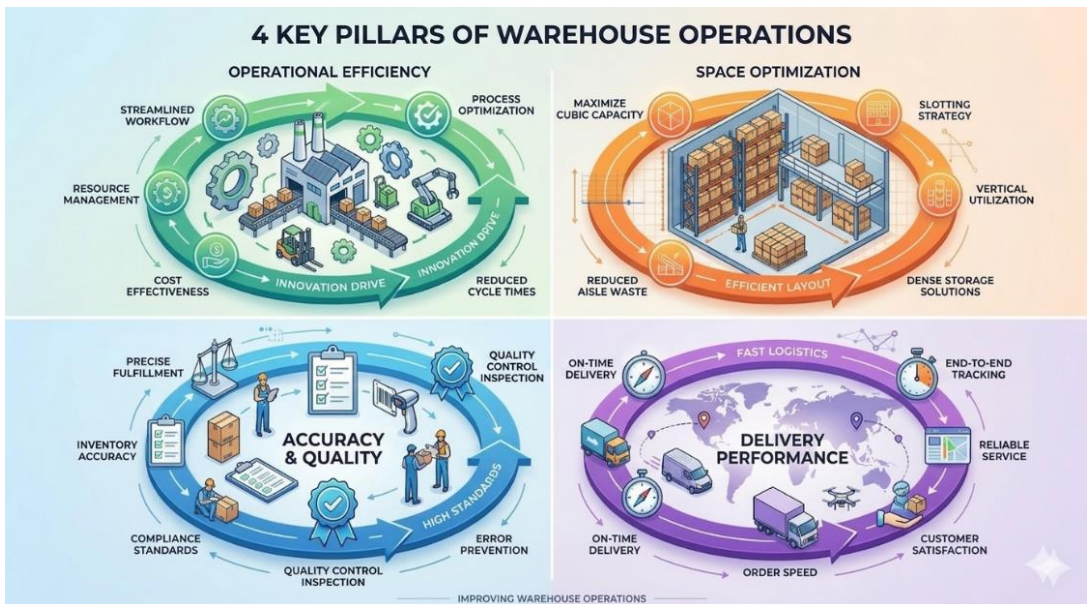 4 KEY PILLARS OF WAREHOUSE OPERATIONS
OPERATIONAL EFFICIENCY
STREAMLINED
WORKFLOW
PROCESS
OPTIMIZATION
RESOURCE
MANAGEMENT
COST
EFFECTIVENESS
INNOVATION DRIVE
INNOVATION DRIVE
REDUCED
CYCLE TIMES
SPACE OPTIMIZATION
MAXIMIZE
CUBIC CAPACITY
SLOTTING
STRATEGY
VERTICAL
UTILIZATION
REDUCED
AISLE WASTE
EFFICIENT LAYOUT
DENSE STORAGE
SOLUTIONS
PRECISE
FULFILLMENT
QUALITY
CONTROL
INSPECTION
INVENTORY
ACCURACY
ACCURACY
& QUALITY
HIGH STANDARDS
COMPLIANCE
STANDARDS
QUALITY CONTROL
INSPECTION
ERROR
PREVENTION
ON-TIME
DELIVERY
FAST LOGISTICS
END-TO-END
TRACKING
DELIVERY
PERFORMANCE
RELIABLE
SERVICE
ON-TIME
DELIVERY
ORDER SPEED
CUSTOMER
SATISFACTION
IMPROVING WAREHOUSE OPERATIONS